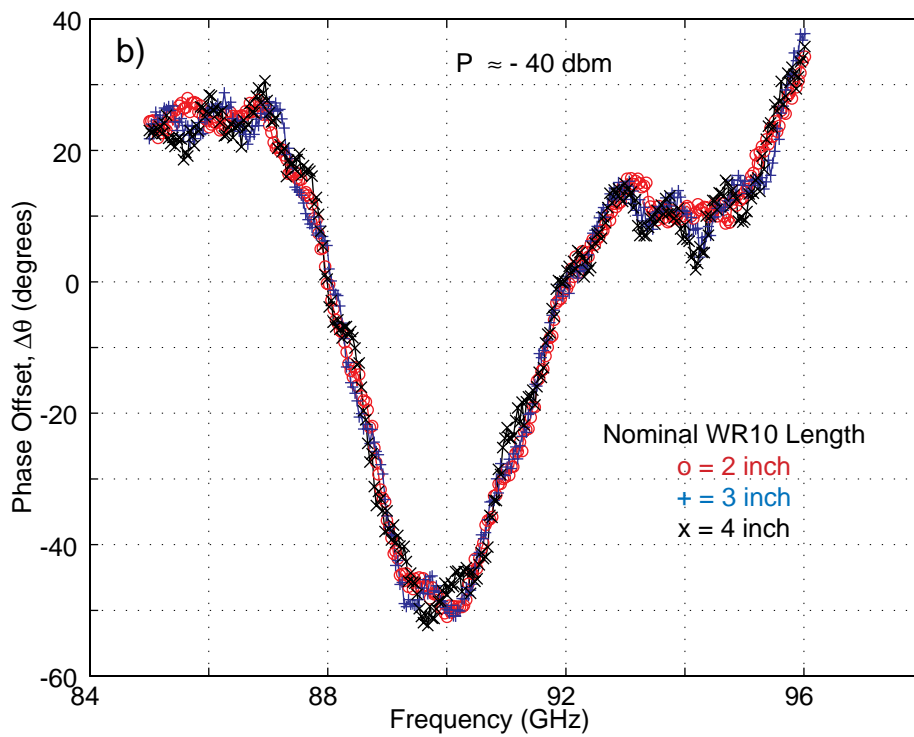 b)
P ≈ - 40 dbm
40
20
0
-20
-40
-60
Phase Offset, Δθ (degrees)
Nominal WR10 Length
o = 2 inch
+ = 3 inch
x = 4 inch
84
88
92
96
Frequency (GHz)